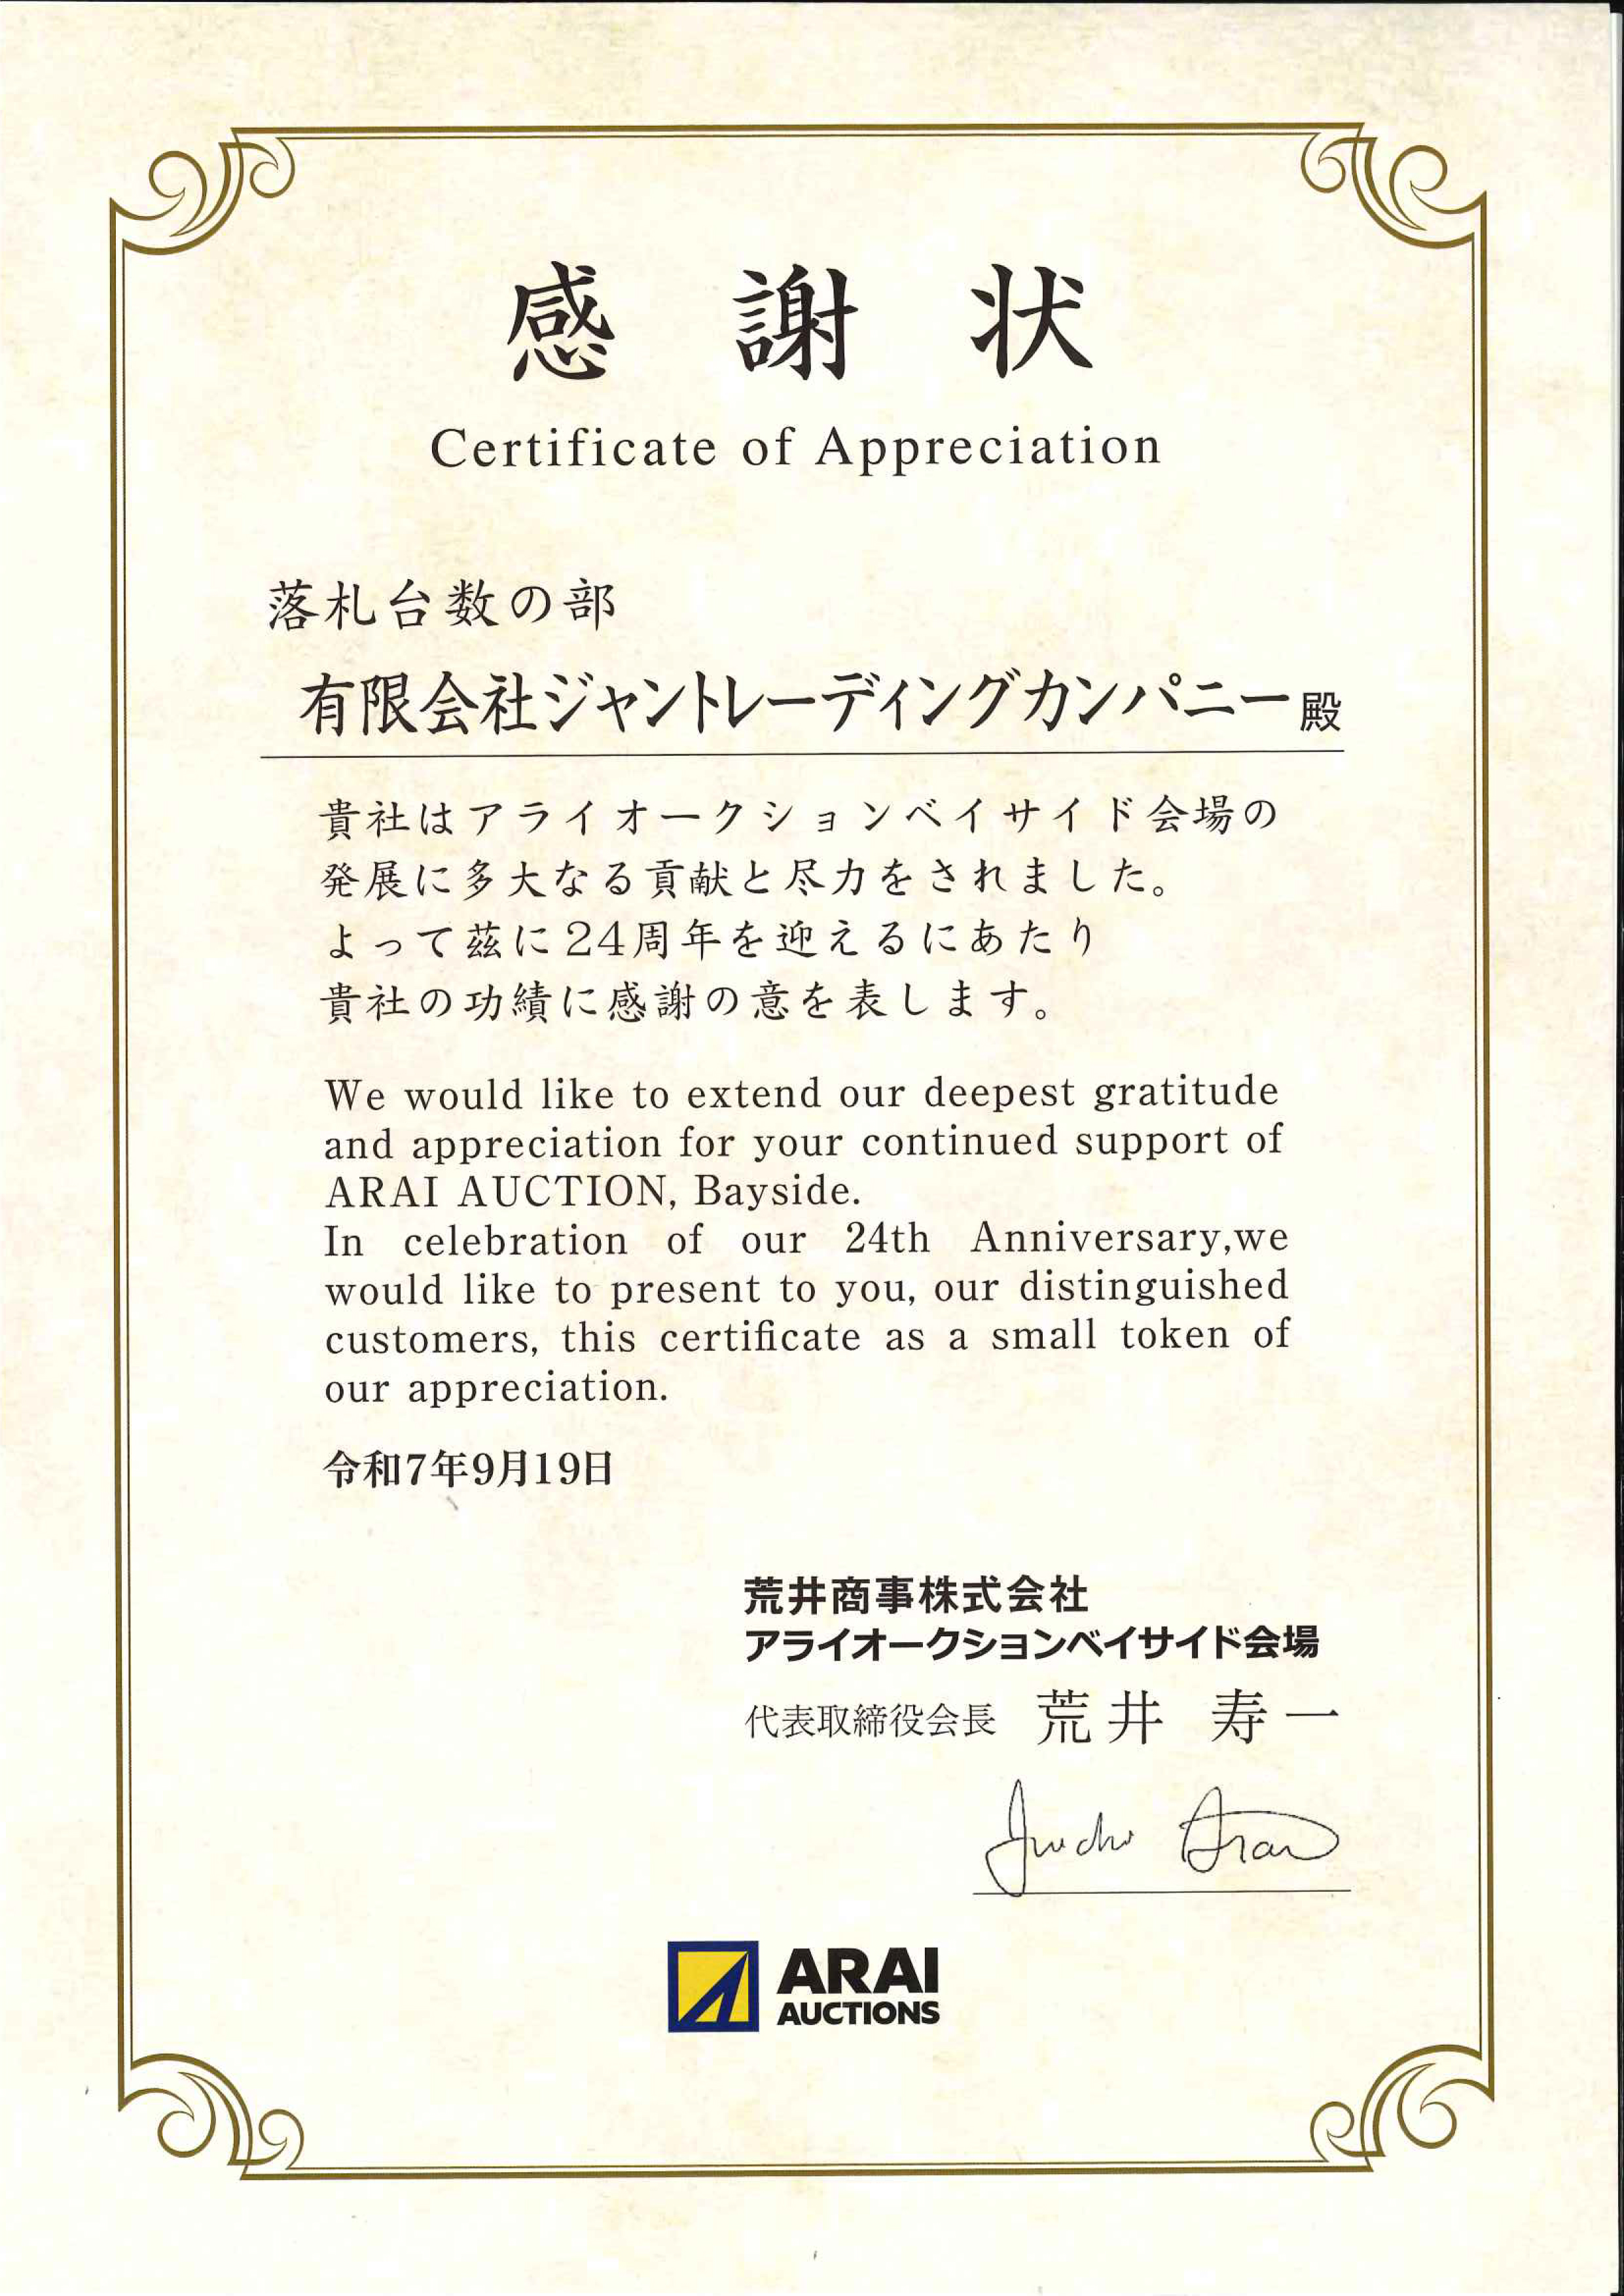 感謝状
Certificate of Appreciation
落札台数の部
有限会社ジャントレーディングカンパニー殿
貴社はアライオークションベイサイド会場の
発展に多大なる貢献と尽力をされました。
よって茲に24周年を迎えるにあたり
貴社の功績に感謝の意を表します。
We would like to extend our deepest gratitude
and appreciation for your continued support of
ARAI AUCTION, Bayside.
In celebration of our 24th Anniversary,we
would like to present to you, our distinguished
customers, this certificate as a small token of
our appreciation.
令和7年9月19日
荒井商事株式会社
アライオークションベイサイド会場
代表取締役会長 荒井 寿一
Juichi Arai
ARAI
AUCTIONS